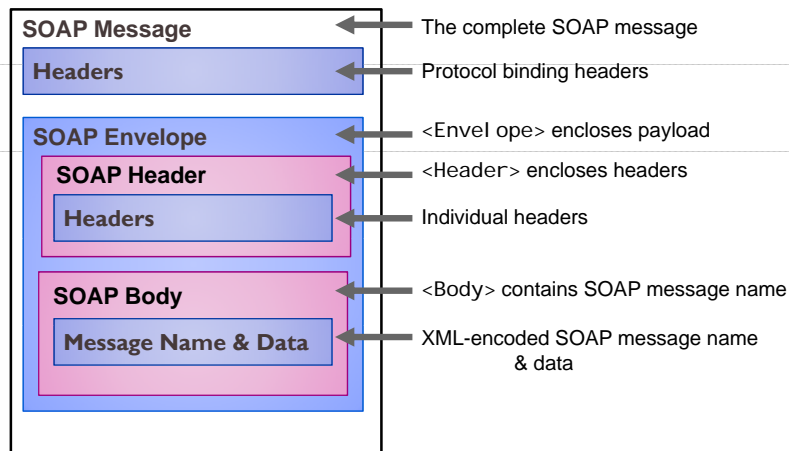 SOAP Message
The complete SOAP message
Headers
Protocol binding headers
SOAP Envelope
<Envel ope> encloses payload
SOAP Header
<Header> encloses headers
Headers
Individual headers
SOAP Body
<Body> contains SOAP message name
Message Name & Data
XML-encoded SOAP message name
& data